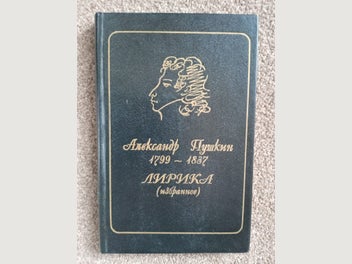 Александр Пушкин
1799 ~ 1837
ЛИРИКА
(избранное)